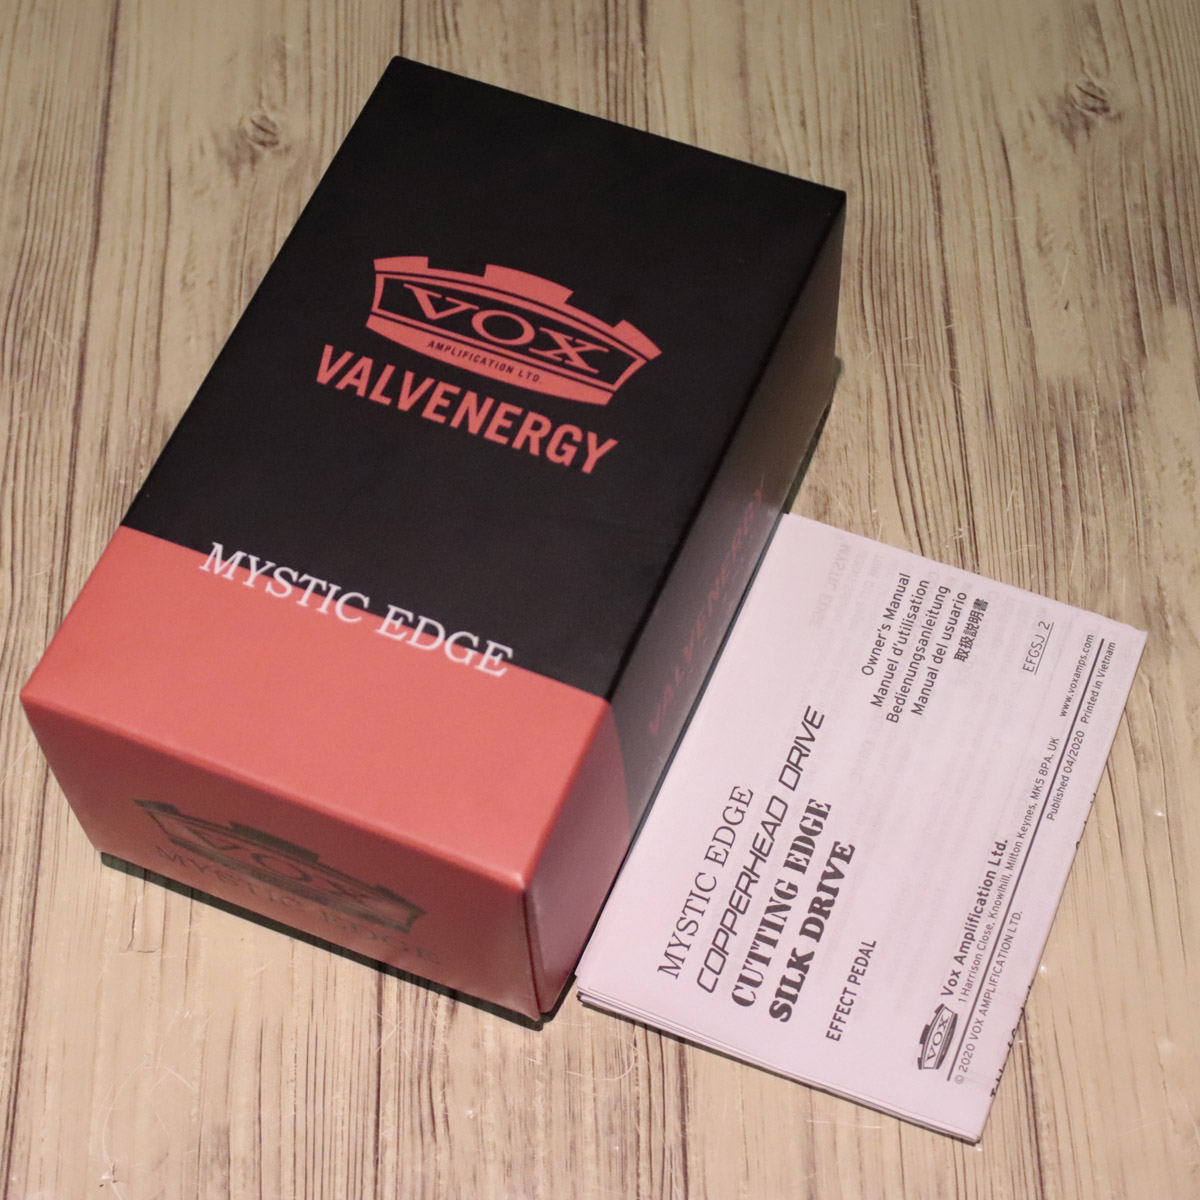 VOX
AMPLIFICATION LTD.
VALVENERGY
MYSTIC EDGE
VALVENERGY
VOX
MYSTIC EDGE
Owner's Manual
Manuel d'utilisation
Bedienungsanleitung
Manual del usuario
取扱説明書
EFGSJ 2
MYSTIC EDGE
COPPERHEAD DRIVE
CUTTING EDGE
SILK DRIVE
EFFECT PEDAL
VOX
Vox Amplification Ltd.
1 Harrison Close, Knowlhill, Milton Keynes, MK5 8PA. UK
www.voxamps.com
© 2020 VOX AMPLIFICATION LTD.
Published 04/2020 Printed in Vietnam